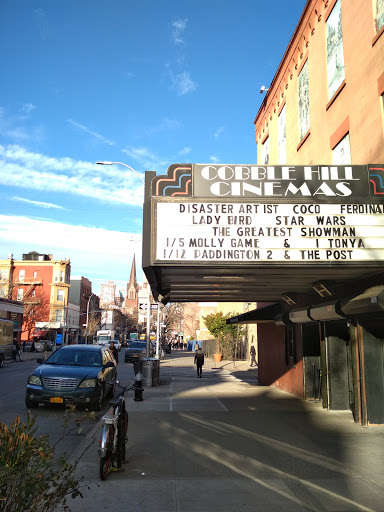 COBBLE HILL
CINEMAS
DISASTER ARTIST COCO FERDINA
LADY BIRD STAR WARS
THE GREATEST SHOWMAN
1/5 MOLLY GAME & I TONYA
1/12 PADDINGTON 2 & THE POST